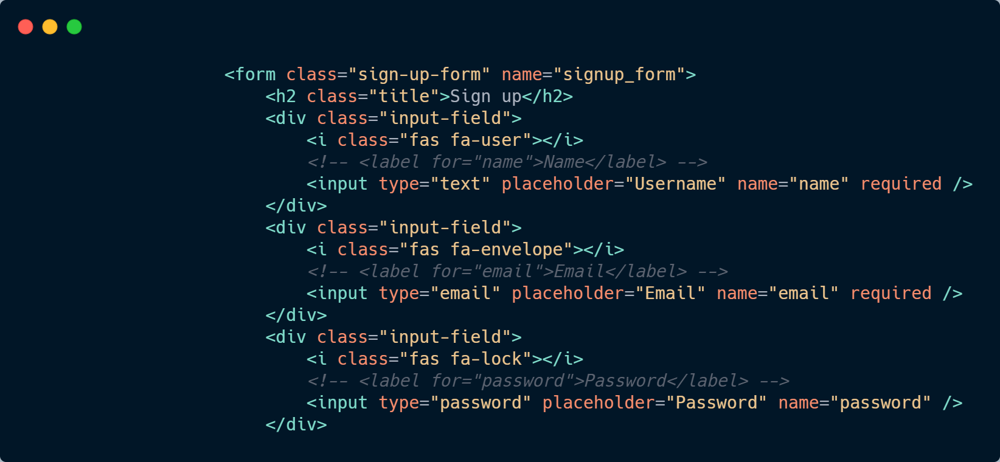 <form class="sign-up-form" name="signup_form">
<h2 class="title">Sign up</h2>
<div class="input-field">
<i class="fas fa-user"></i>
<!-- <label for="name">Name</label> -->
<input type="text" placeholder="Username" name="name" required />
</div>
<div class="input-field">
<i class="fas fa-envelope"></i>
<!-- <label for="email">Email</label> -->
<input type="email" placeholder="Email" name="email" required />
</div>
<div class="input-field">
<i class="fas fa-lock"></i>
<!-- <label for="password">Password</label> -->
<input type="password" placeholder="Password" name="password" />
</div>